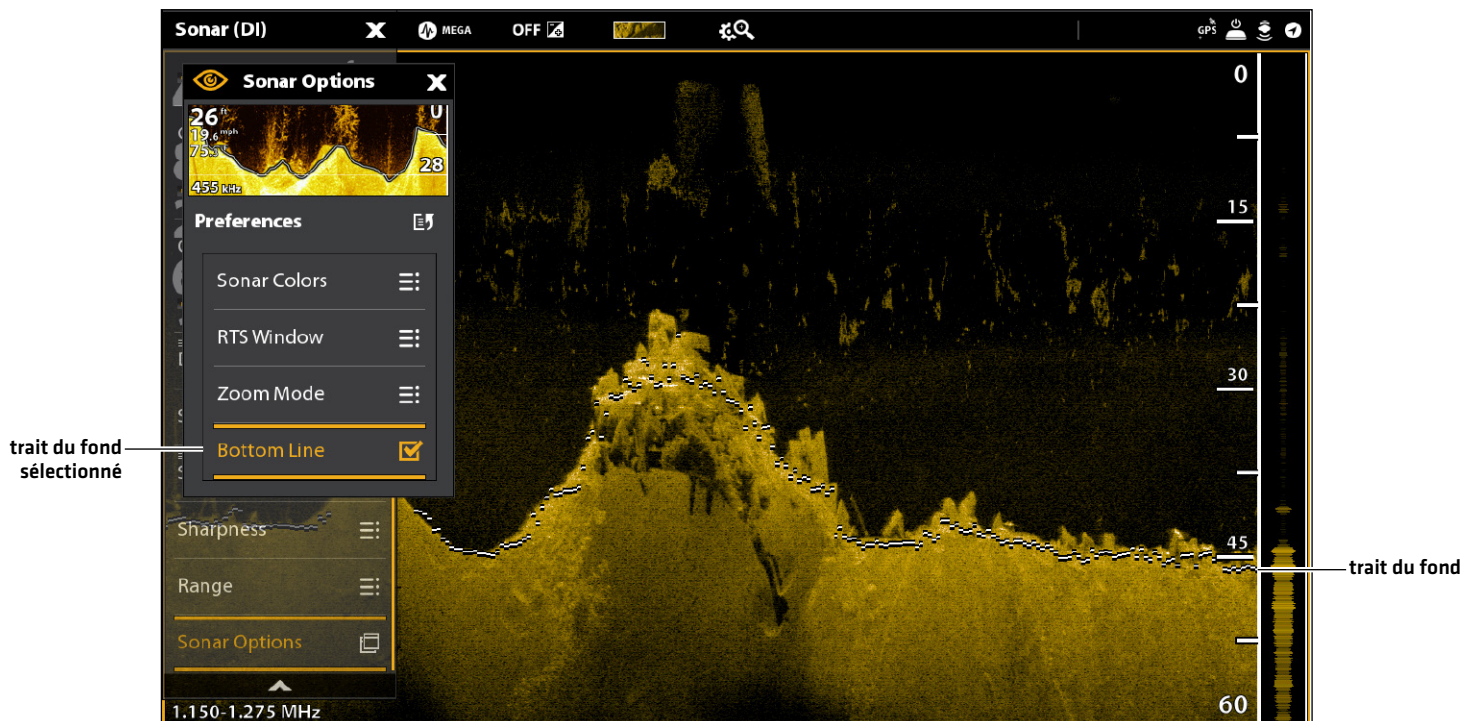 Sonar (DI)
MEGA
OFF
GPS
Sonar Options
26 ft
19.6 mph
75.3
0
28
455 kHz
Preferences
Sonar Colors
RTS Window
Zoom Mode
Bottom Line
Sharpness
Range
Sonar Options
1.150-1.275 MHz
0
15
30
45
60
trait du fond
sélectionné
trait du fond